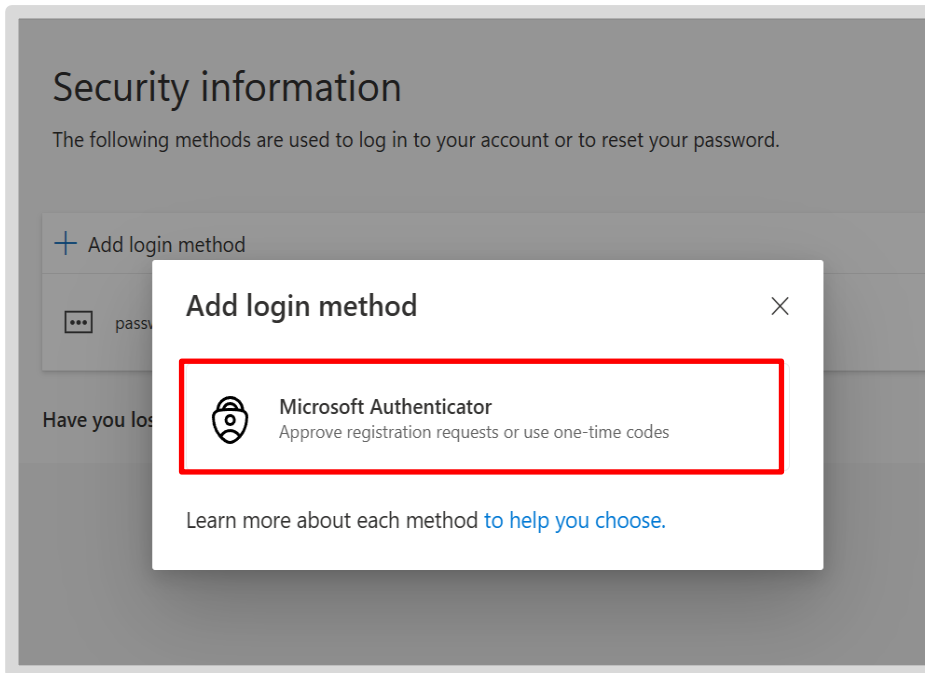 Security information
The following methods are used to log in to your account or to reset your password.
Add login method
Add login method
Microsoft Authenticator
Approve registration requests or use one-time codes
Have you
Learn more about each method to help you choose.